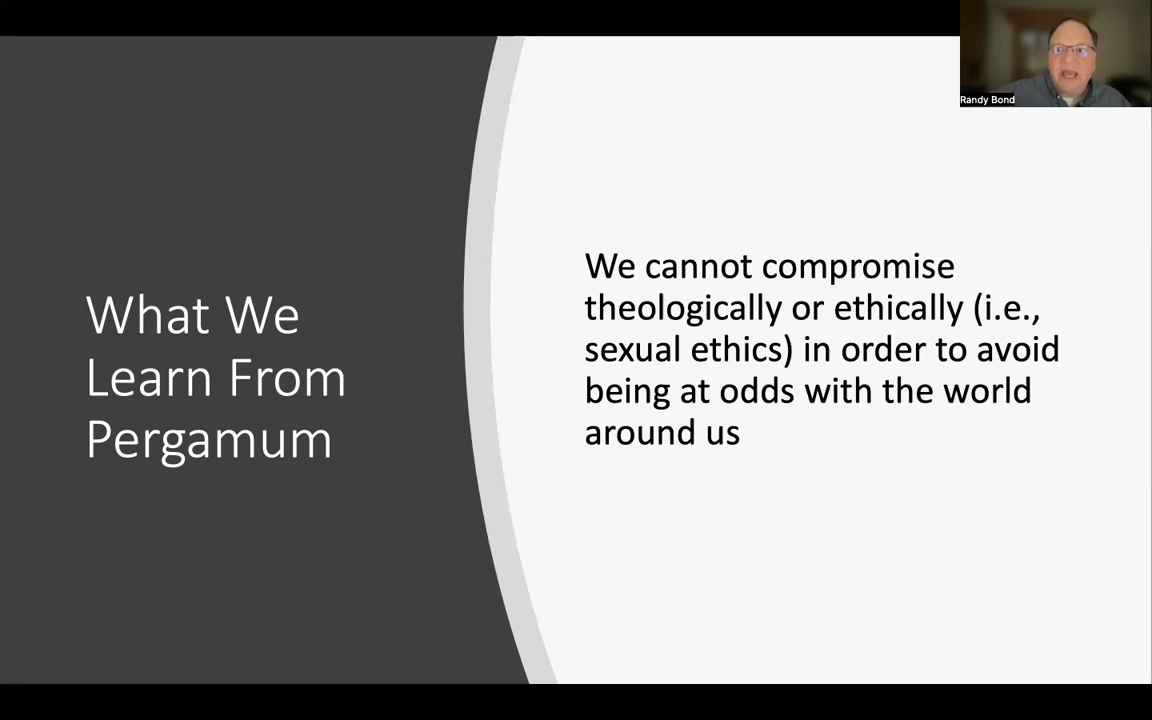 Randy Bond
What We
Learn From
Pergamum
We cannot compromise
theologically or ethically (i.e.,
sexual ethics) in order to avoid
being at odds with the world
around us